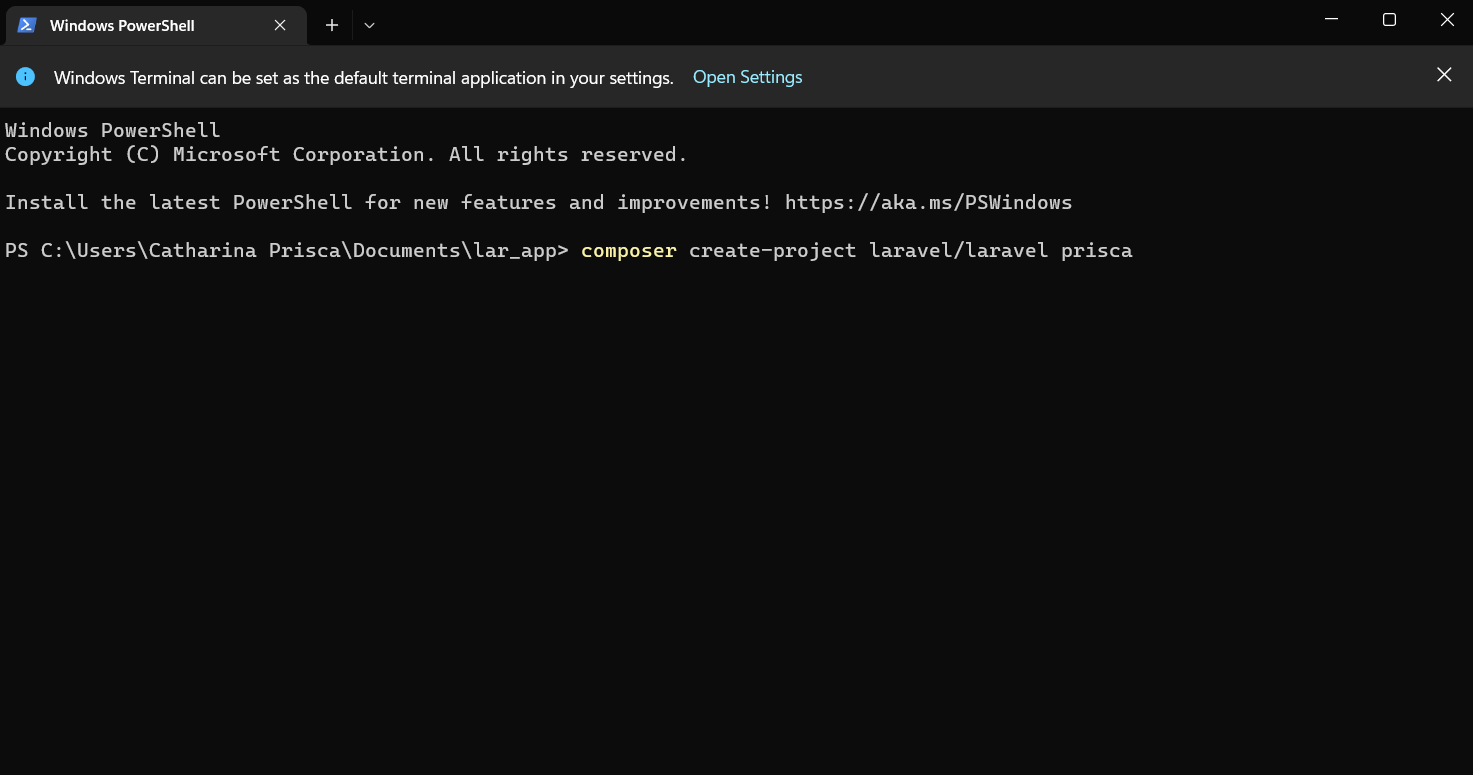 Windows PowerShell
Windows Terminal can be set as the default terminal application in your settings. Open Settings
Windows PowerShell
Copyright (C) Microsoft Corporation. All rights reserved.
Install the latest PowerShell for new features and improvements! https://aka.ms/PSWindows
PS C:\Users\Catharina Prisca\Documents\lar_app> composer create-project laravel/laravel prisca